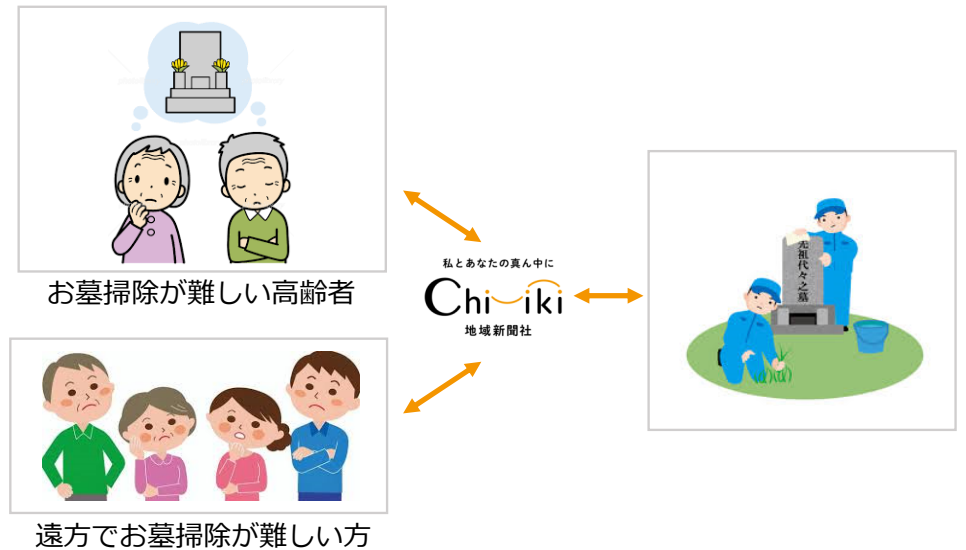 お墓掃除が難しい高齢者
私とあなたの真ん中に
Chiiki
地域新聞社
先祖代々之墓
遠方でお墓掃除が難しい方